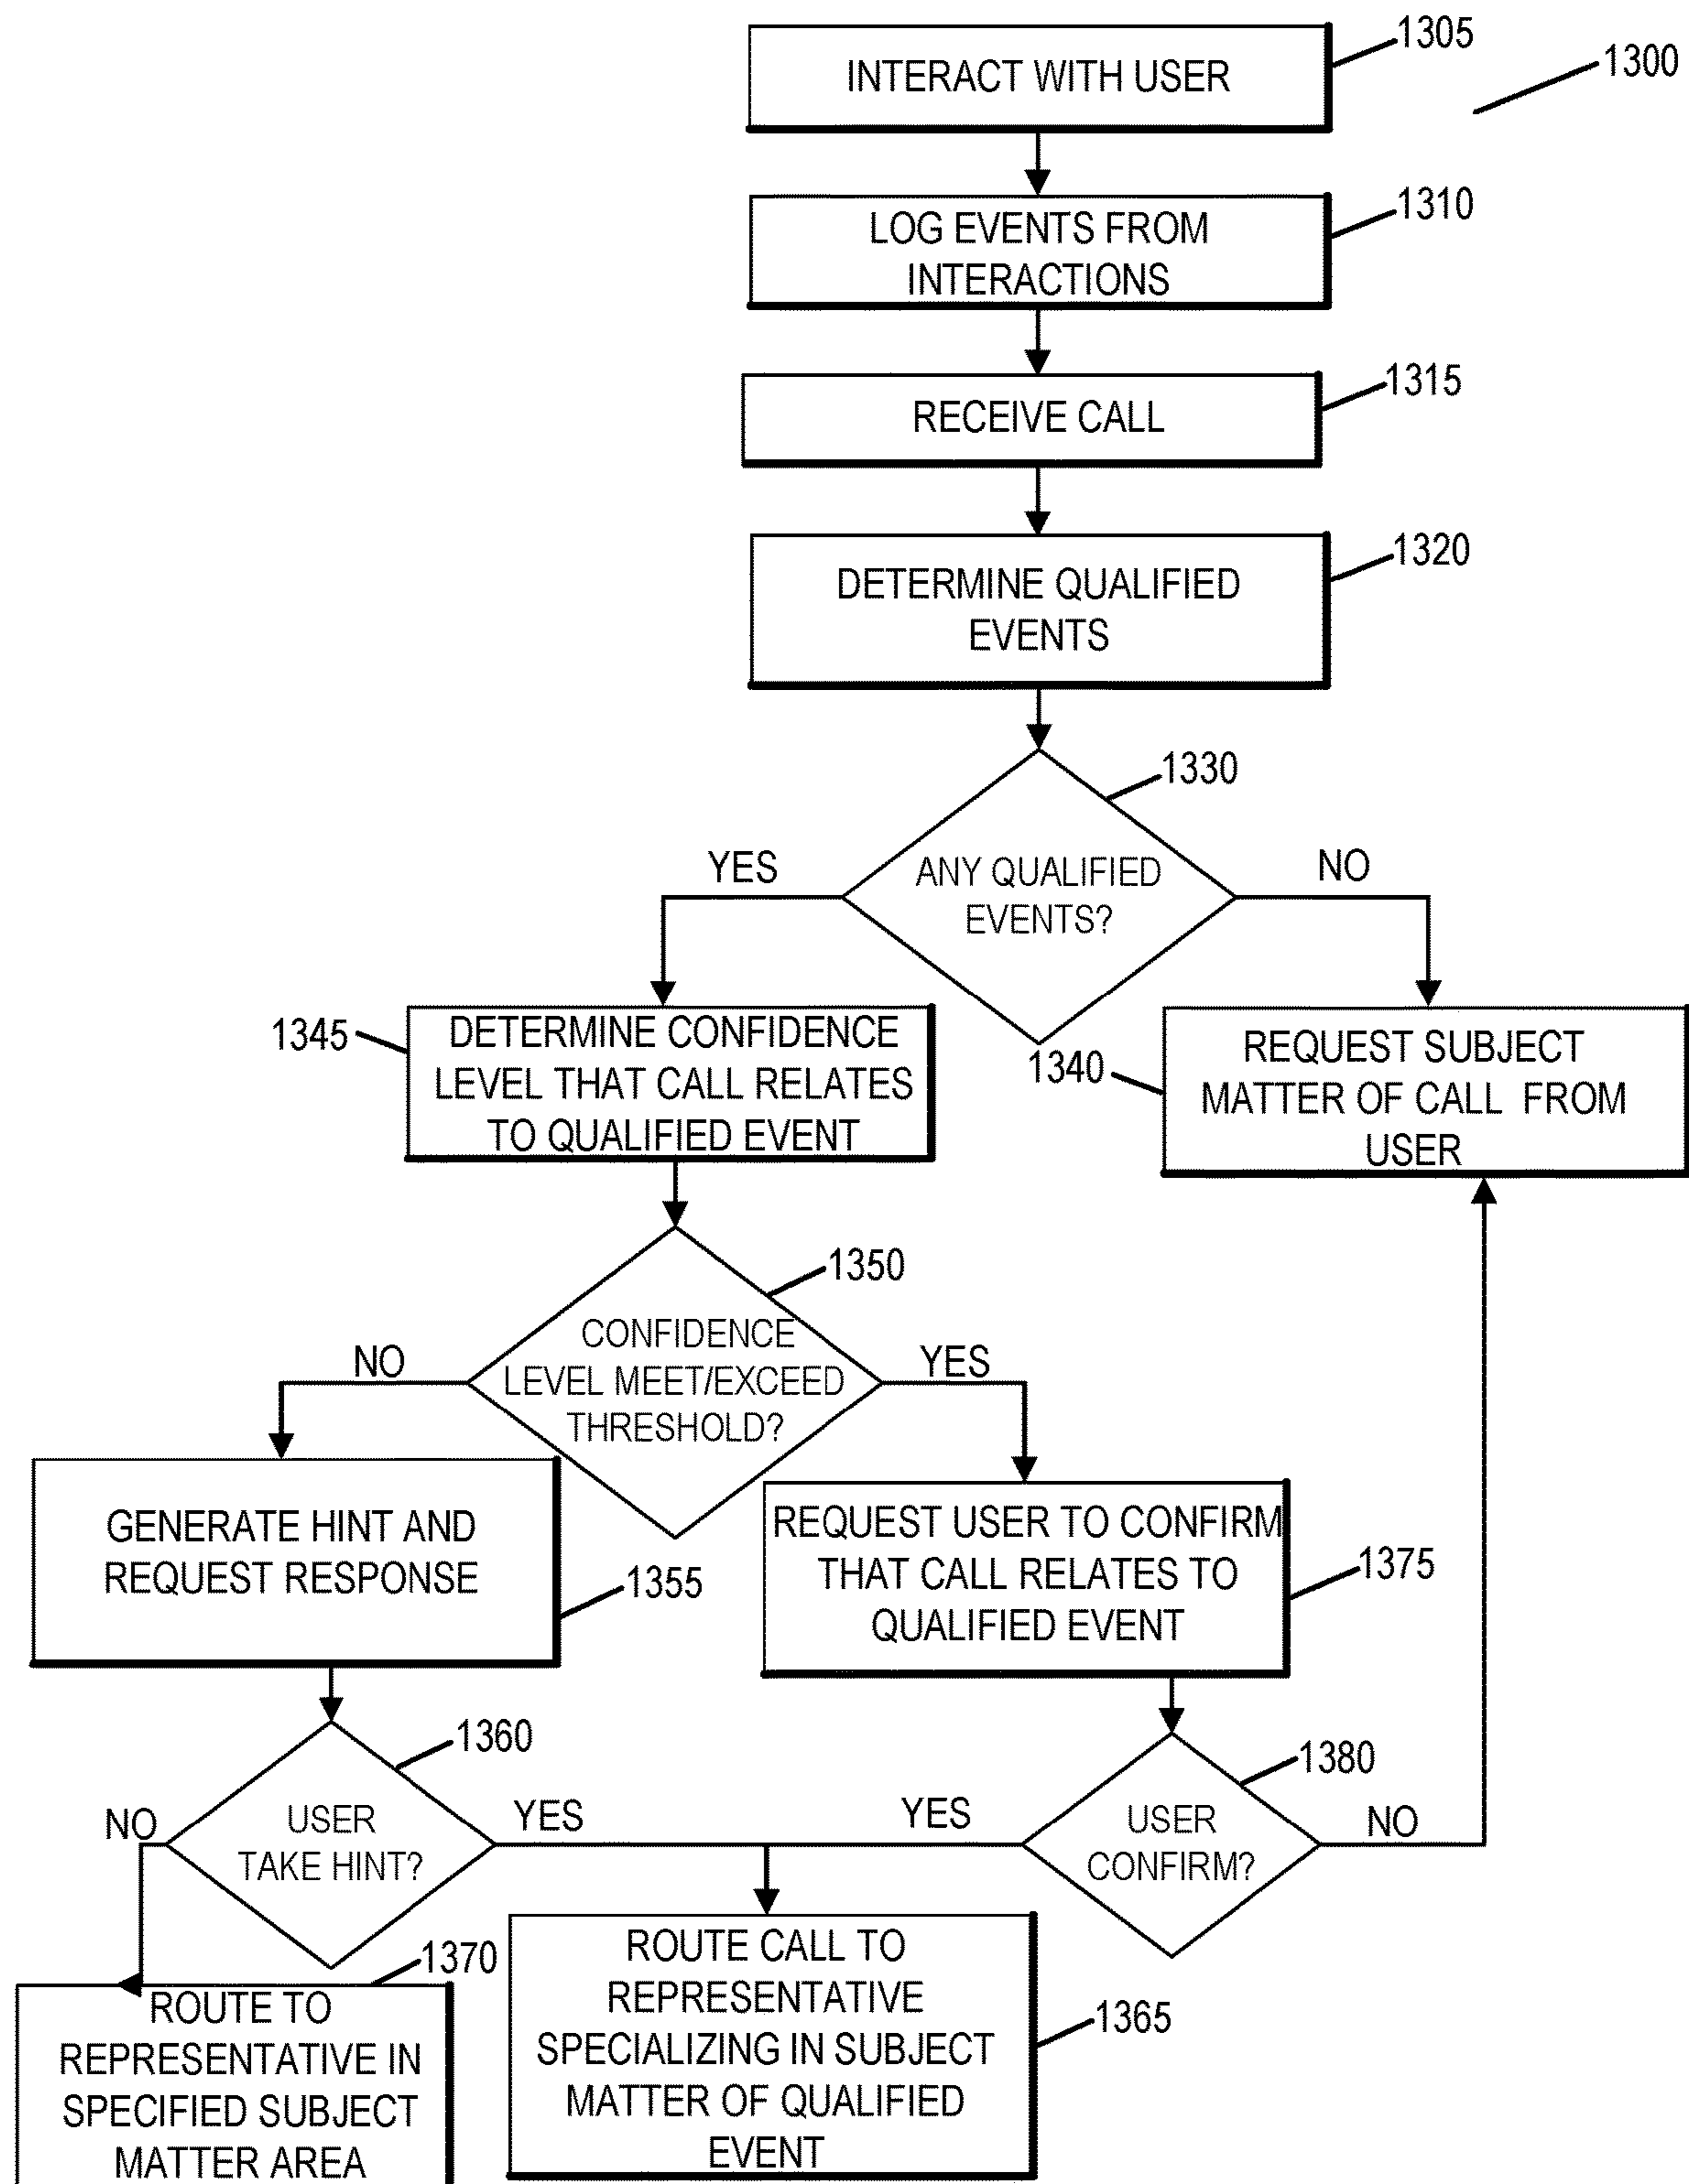 1305
1300
INTERACT WITH USER
1310
LOG EVENTS FROM
INTERACTIONS
1315
RECEIVE CALL
1320
DETERMINE QUALIFIED
EVENTS
1330
YES
NO
ANY QUALIFIED
EVENTS?
1345
DETERMINE CONFIDENCE
LEVEL THAT CALL RELATES
TO QUALIFIED EVENT
1340
REQUEST SUBJECT
MATTER OF CALL FROM
USER
1350
NO
YES
CONFIDENCE
LEVEL MEET/EXCEED
THRESHOLD?
GENERATE HINT AND
REQUEST RESPONSE
1355
REQUEST USER TO CONFIRM
THAT CALL RELATES TO
QUALIFIED EVENT
1375
1360
1380
NO
USER
TAKE HINT?
YES
YES
USER
CONFIRM?
NO
1370
ROUTE TO
REPRESENTATIVE IN
SPECIFIED SUBJECT
MATTER AREA
ROUTE CALL TO
REPRESENTATIVE
SPECIALIZING IN SUBJECT
MATTER OF QUALIFIED
EVENT
1365